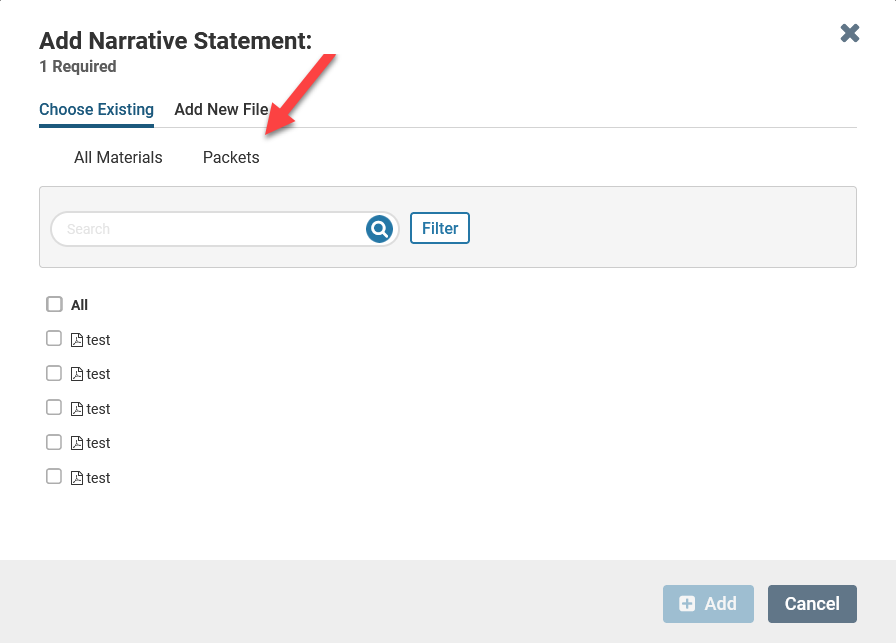 Add Narrative Statement:
1 Required
Choose Existing Add New File
All Materials Packets
Search Filter
All
test
test
test
test
test
Add Cancel